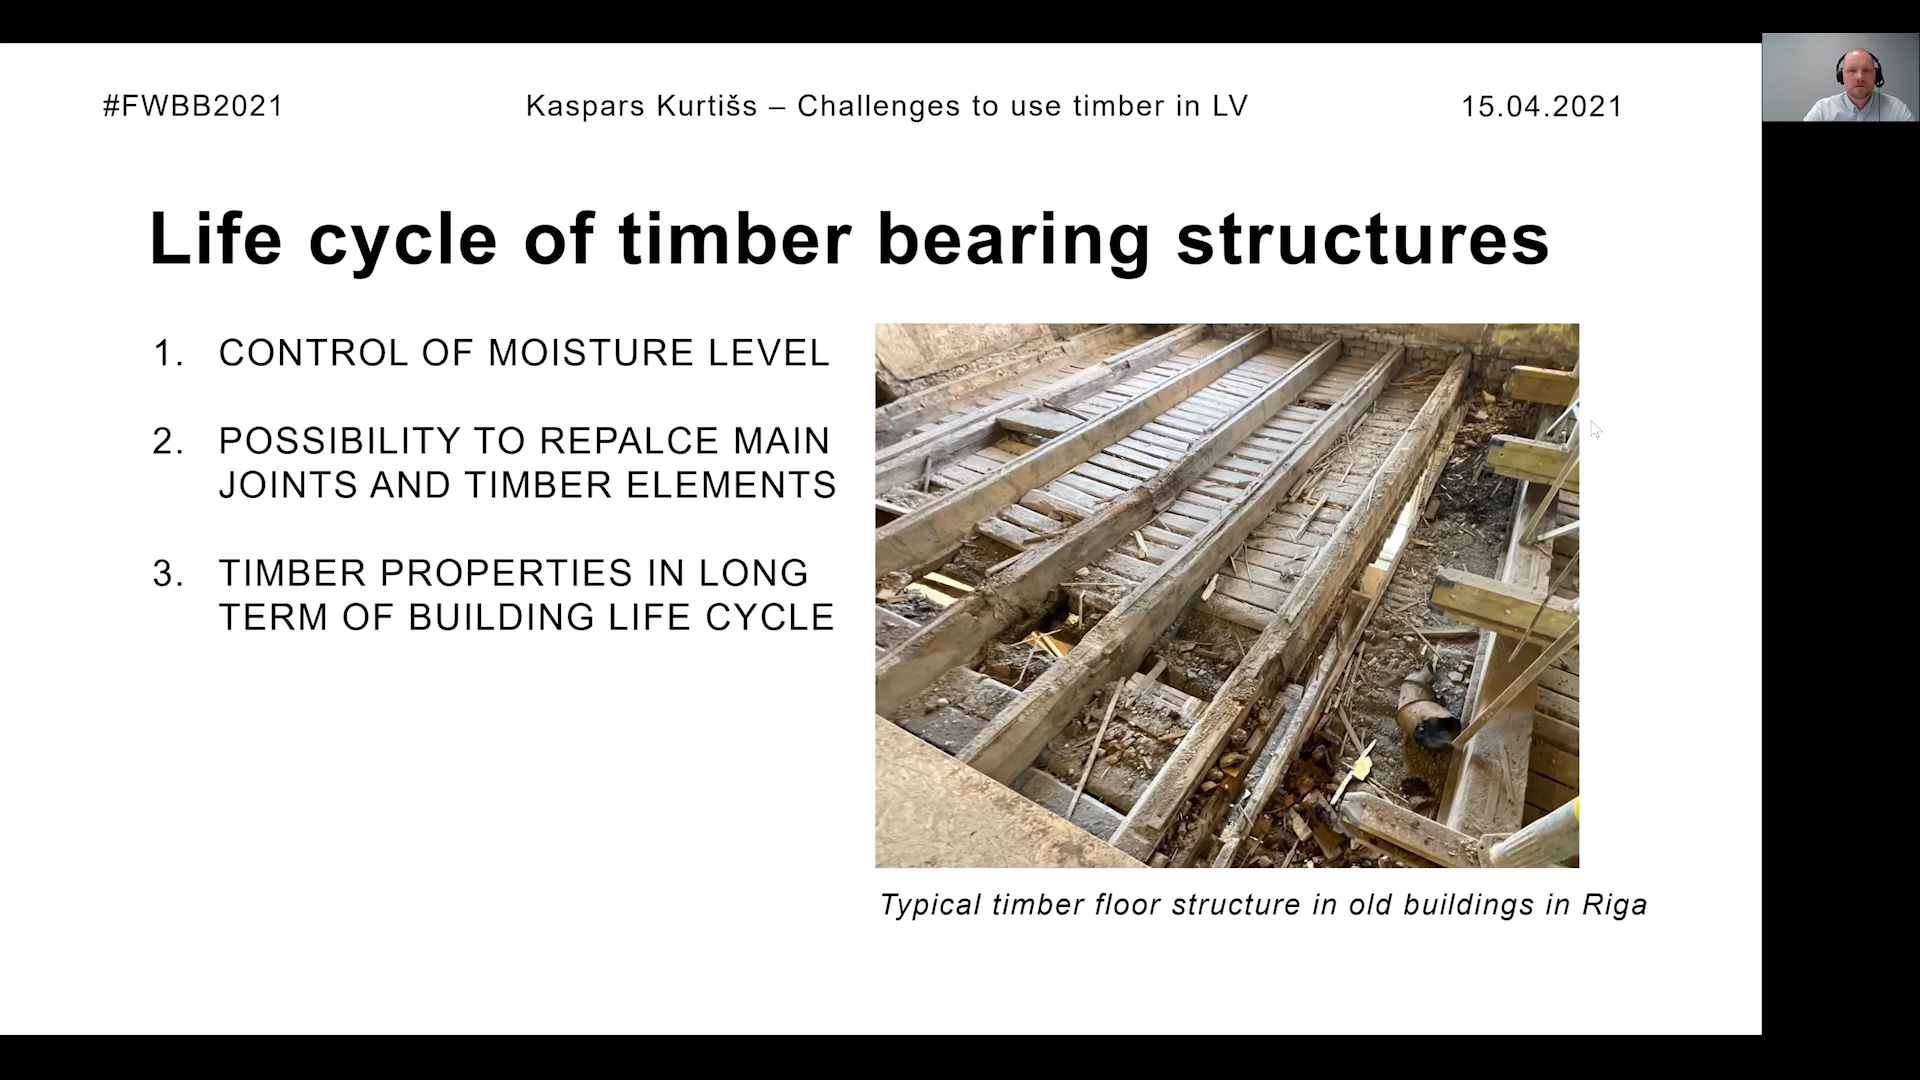 #FWBB2021
Kaspars Kurtišs – Challenges to use timber in LV
15.04.2021
Life cycle of timber bearing structures
1. CONTROL OF MOISTURE LEVEL
2. POSSIBILITY TO REPALCE MAIN
JOINTS AND TIMBER ELEMENTS
3. TIMBER PROPERTIES IN LONG
TERM OF BUILDING LIFE CYCLE
Typical timber floor structure in old buildings in Riga